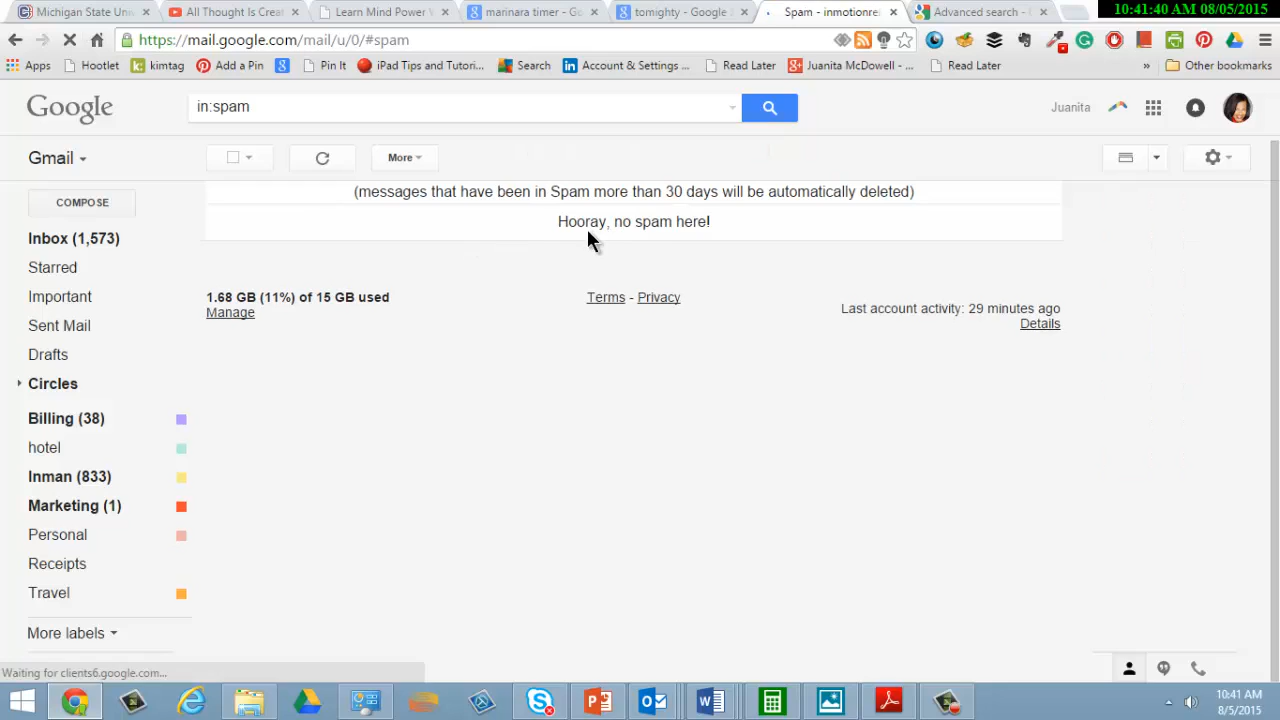 Michigan State Univ
All Thought Is Crea
Learn Mind Power
marinara timer - Go
tomighty - Google S
Spam - inmotionre
Advanced search -
10:41:40 AM 08/05/2015
https://mail.google.com/mail/u/0/#spam
Apps
Hootlet
kimtag
Add a Pin
Pin It
iPad Tips and Tutori...
Search
Account & Settings ...
Read Later
Juanita McDowell - ...
Read Later
»
Other bookmarks
Google
in:spam
Juanita
Gmail
More
(messages that have been in Spam more than 30 days will be automatically deleted)
COMPOSE
Hooray, no spam here!
Inbox (1,573)
Starred
Important
Sent Mail
Drafts
Circles
Billing (38)
hotel
Inman (833)
Marketing (1)
Personal
Receipts
Travel
More labels
1.68 GB (11%) of 15 GB used
Manage
Terms - Privacy
Last account activity: 29 minutes ago
Details
Waiting for clients6.google.com...
10:41 AM
8/5/2015